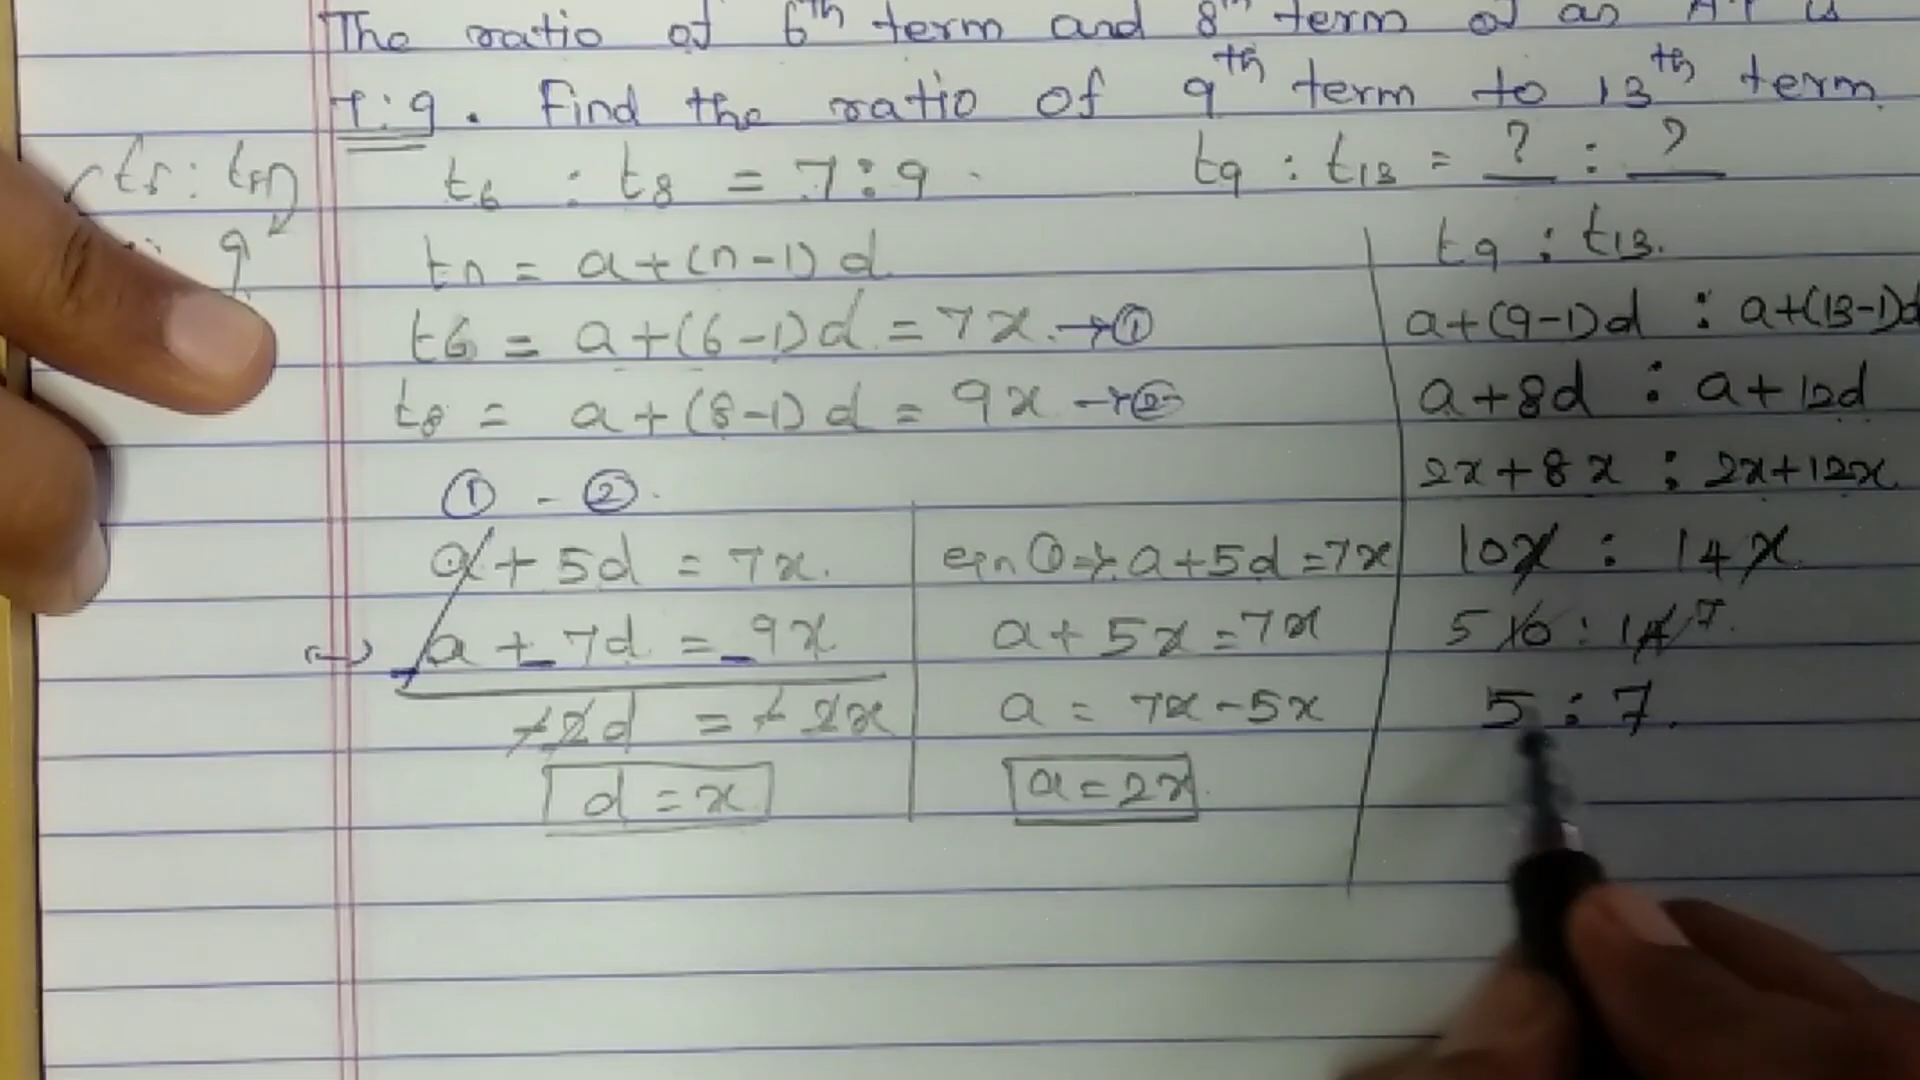 The ratio of 6th term and 8th term of an A.P is
7:9. Find the ratio of 9th term to 13th term.
t6 : t8 = 7:9.
t9 : t13 = ? : ?
9
tn = a+(n-1)d
t6 = a+(6-1)d = 7x. → ①
t8 = a+(8-1)d = 9x → ②
① - ②.
a + 5d = 7x.
(-) a + 7d = 9x
- - -
-2d = -2x
d = x
eqn ① → a+5d=7x
a+5x=7x
a = 7x-5x
a = 2x.
t9 : t13.
a+(9-1)d : a+(13-1)d
a+8d : a+12d
2x+8x : 2x+12x
10x : 14x
5 10 : 14 7.
5 : 7.